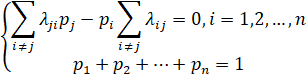 ∑_{i≠j} λ_{ji}p_j − p_i ∑_{i≠j} λ_{ij} = 0, i = 1,2, …, n
p_1 + p_2 + ⋯ + p_n = 1